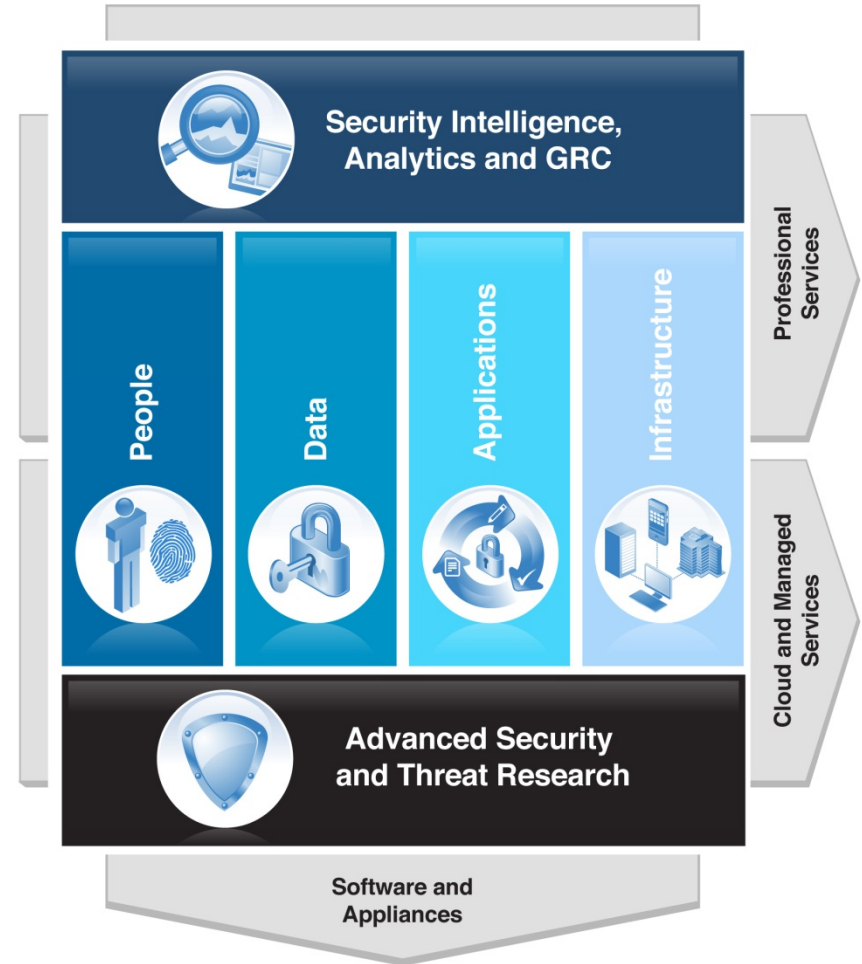 Security Intelligence,
Analytics and GRC
People
Data
Applications
Infrastructure
Professional
Services
Cloud and Managed
Services
Advanced Security
and Threat Research
Software and
Appliances